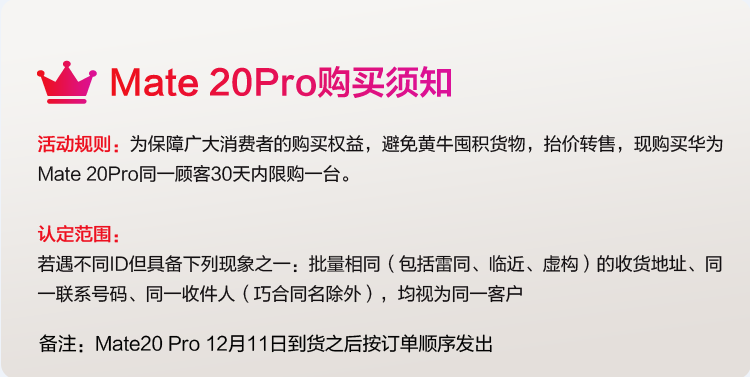 Mate 20Pro购买须知
活动规则：为保障广大消费者的购买权益，避免黄牛囤积货物，抬价转售，现购买华为
Mate 20Pro同一顾客30天内限购一台。
认定范围：
若遇不同ID但具备下列现象之一：批量相同（包括雷同、临近、虚构）的收货地址、同
一联系号码、同一收件人（巧合同名除外），均视为同一客户
备注：Mate20 Pro 12月11日到货之后按订单顺序发出